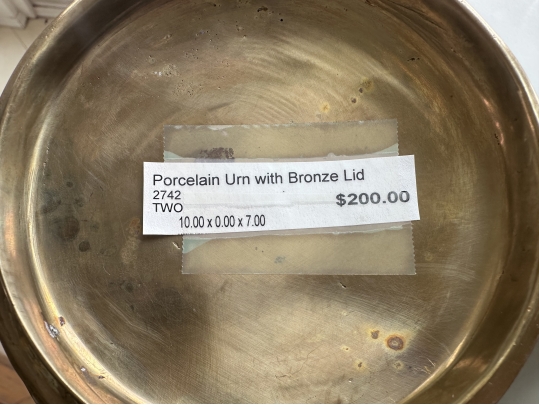 Porcelain Urn with Bronze Lid
2742
TWO $200.00
10.00 x 0.00 x 7.00